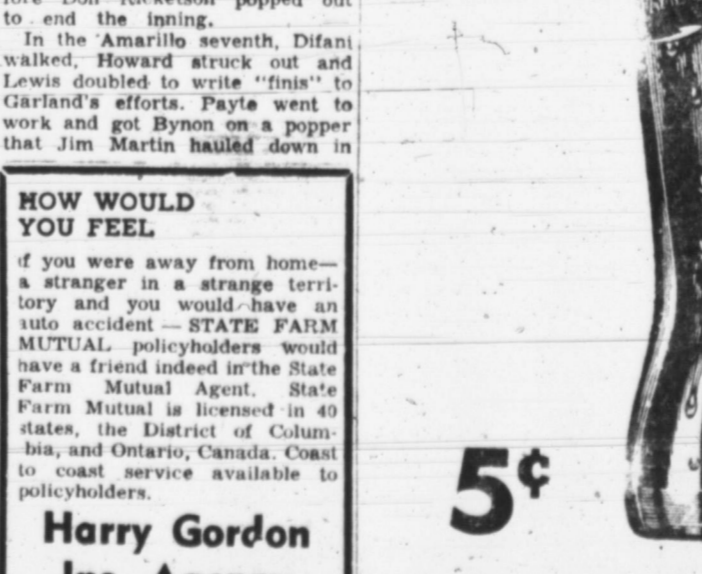 to end the inning.
In the Amarillo seventh, Difani
walked, Howard struck out and
Lewis doubled to write "finis" to
Garland's efforts. Payte went to
work and got Bynon on a popper
that Jim Martin hauled down in
HOW WOULD
YOU FEEL
if you were away from home—
a stranger in a strange terri-
tory and you would have an
auto accident — STATE FARM
MUTUAL policyholders would
have a friend indeed in the State
Farm Mutual Agent. State
Farm Mutual is licensed in 40
states, the District of Colum-
bia, and Ontario, Canada. Coast
to coast service available to
policyholders.
Harry Gordon
5¢